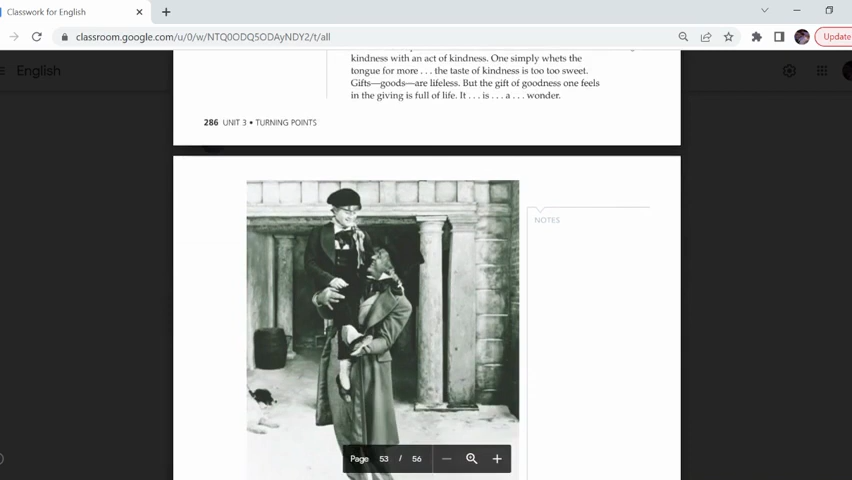 Classwork for English
classroom.google.com/u/0/w/NTQ0ODQ5ODAyNDY2/t/all
Update
English
kindness with an act of kindness. One simply whets the
tongue for more . . . the taste of kindness is too too sweet.
Gifts—goods—are lifeless. But the gift of goodness one feels
in the giving is full of life. It . . . is . . . a . . . wonder.
286 UNIT 3 • TURNING POINTS
NOTES
Page 53 / 56